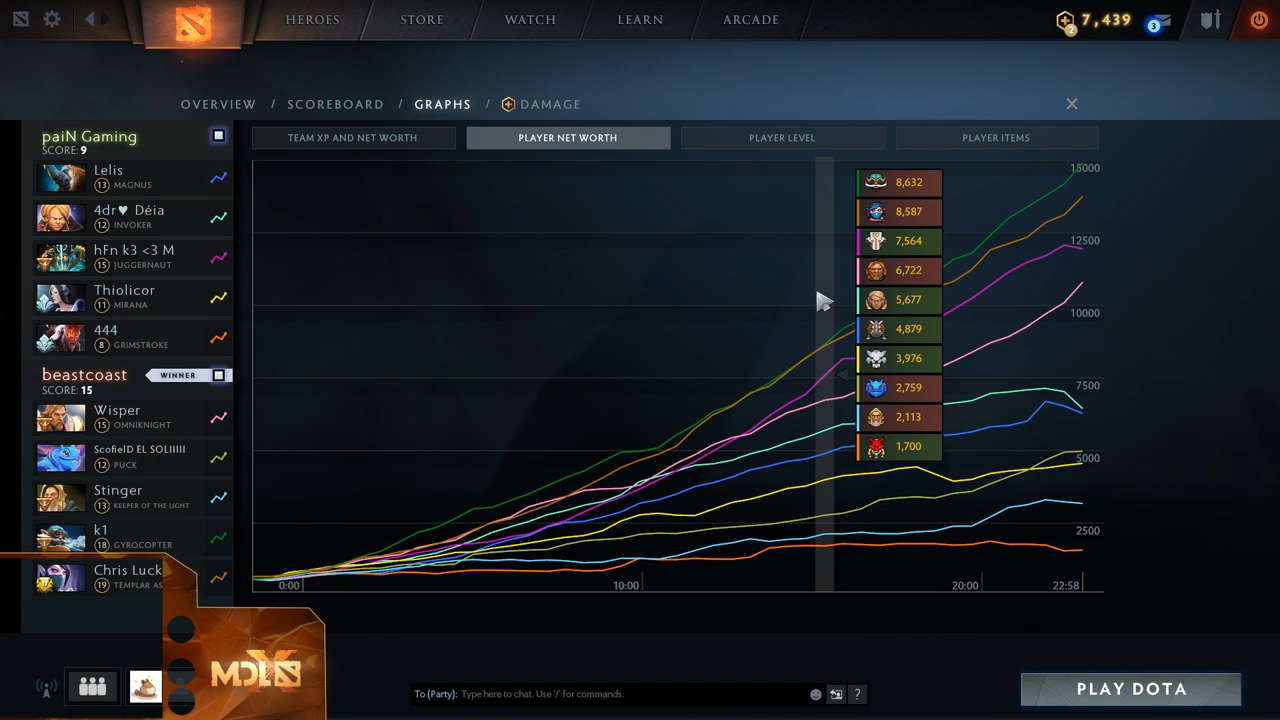 HEROES
STORE
WATCH
LEARN
ARCADE
2
7,439
3
OVERVIEW / SCOREBOARD / GRAPHS / DAMAGE
paiN Gaming
SCORE: 9
Lelis
13 MAGNUS
4dr♥ Déia
12 INVOKER
hFn k3 <3 M
15 JUGGERNAUT
Thiolicor
11 MIRANA
444
8 GRIMSTROKE
beastcoast
WINNER
SCORE: 15
Wisper
15 OMNIKNIGHT
ScofielD EL SOLIIIII
12 PUCK
Stinger
13 KEEPER OF THE LIGHT
k1
18 GYROCOPTER
Chris Luck
19 TEMPLAR AS
TEAM XP AND NET WORTH
PLAYER NET WORTH
PLAYER LEVEL
PLAYER ITEMS
8,632
8,587
7,564
6,722
5,677
4,879
3,976
2,759
2,113
1,700
15000
12500
10000
7500
5000
2500
0:00
10:00
20:00
22:58
MDL
To (Party): Type here to chat. Use '/' for commands.
?
PLAY DOTA